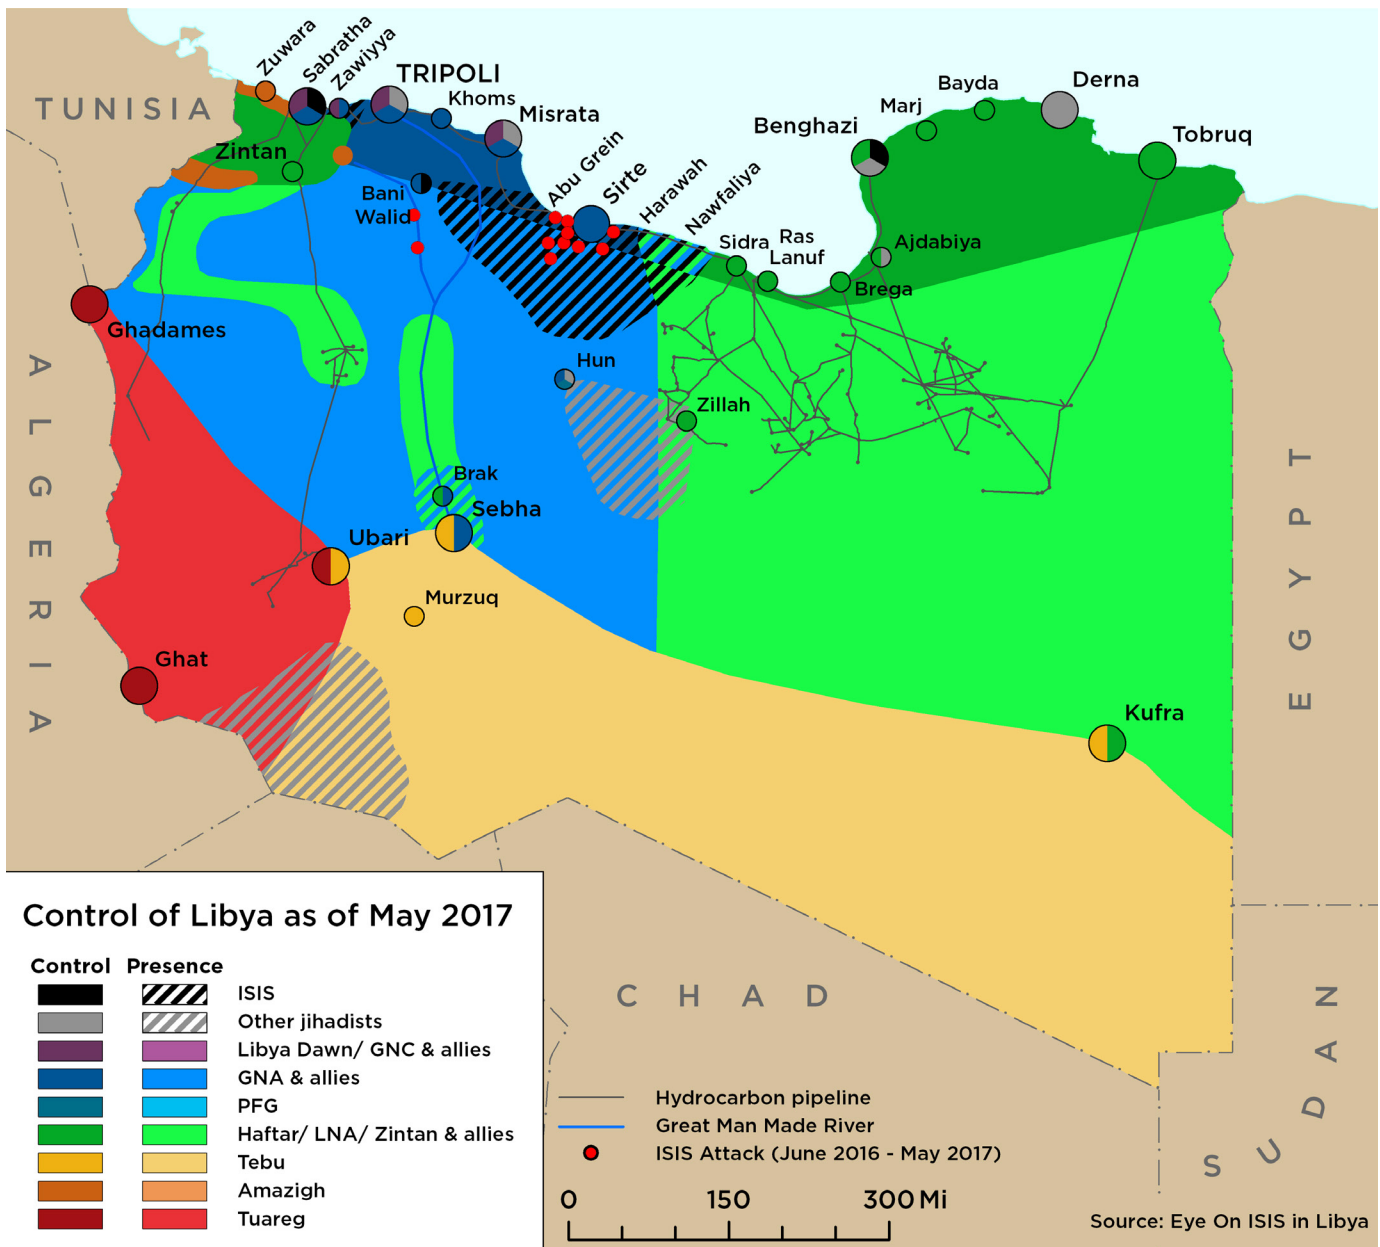 Zuwara
Sabratha
Zawiyya
TRIPOLI
Khoms
Misrata
TUNISIA
Zintan
Bani
Walid
Abu Grein
Sirte
Harawah
Nawfaliya
Sidra
Ras
Lanuf
Benghazi
Marj
Bayda
Derna
Tobruq
Ajdabiya
Brega
Ghadames
Hun
Zillah
Brak
Sebha
Ubari
Murzuq
Ghat
Kufra
ALGERIA
EGYPT
CHAD
SUDAN
Control of Libya as of May 2017
Control Presence
ISIS
Other jihadists
Libya Dawn/ GNC & allies
GNA & allies
PFG
Haftar/ LNA/ Zintan & allies
Tebu
Amazigh
Tuareg
Hydrocarbon pipeline
Great Man Made River
ISIS Attack (June 2016 - May 2017)
0 150 300 Mi
Source: Eye On ISIS in Libya